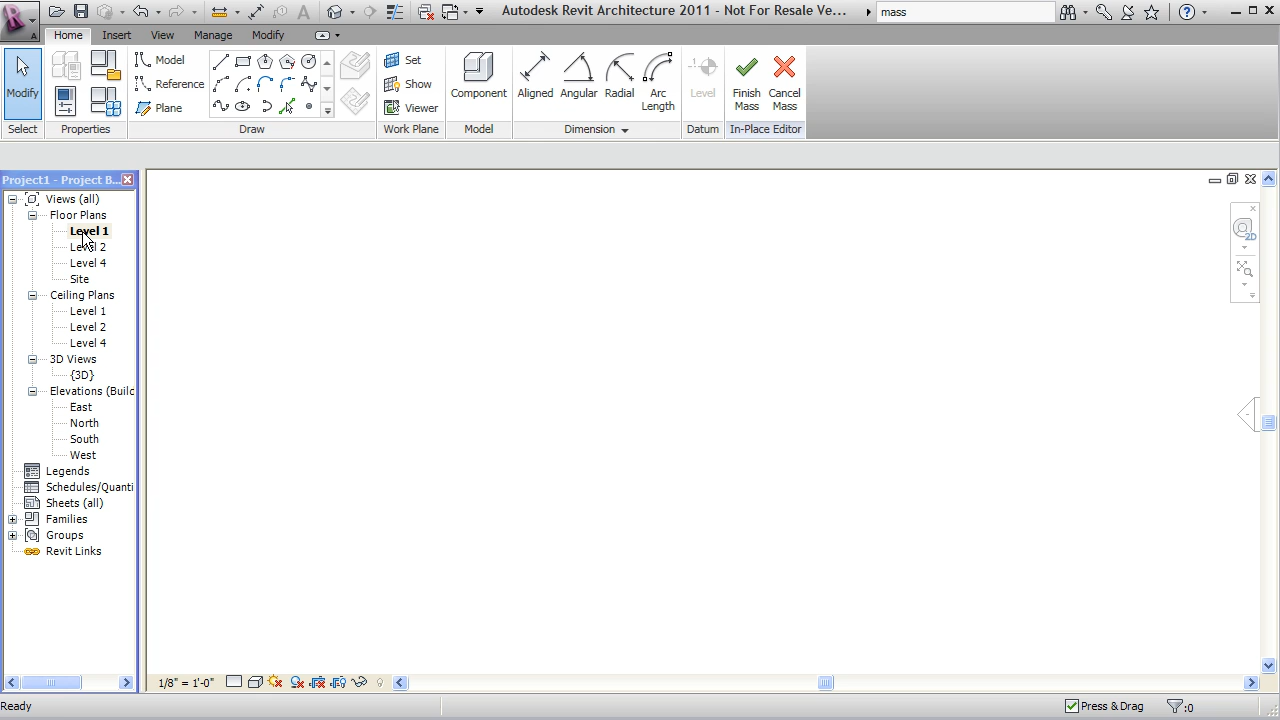 Autodesk Revit Architecture 2011 - Not For Resale Ve...
mass
Home
Insert
View
Manage
Modify
Modify
Model
Reference
Plane
Set
Show
Viewer
Component
Aligned
Angular
Radial
Arc
Length
Level
Finish
Mass
Cancel
Mass
Select
Properties
Draw
Work Plane
Model
Dimension
Datum
In-Place Editor
Project1 - Project B...
Views (all)
Floor Plans
Level 1
Level 2
Level 4
Site
Ceiling Plans
Level 1
Level 2
Level 4
3D Views
{3D}
Elevations (Build
East
North
South
West
Legends
Schedules/Quanti
Sheets (all)
Families
Groups
Revit Links
2D
1/8" = 1'-0"
Ready
Press & Drag
:0